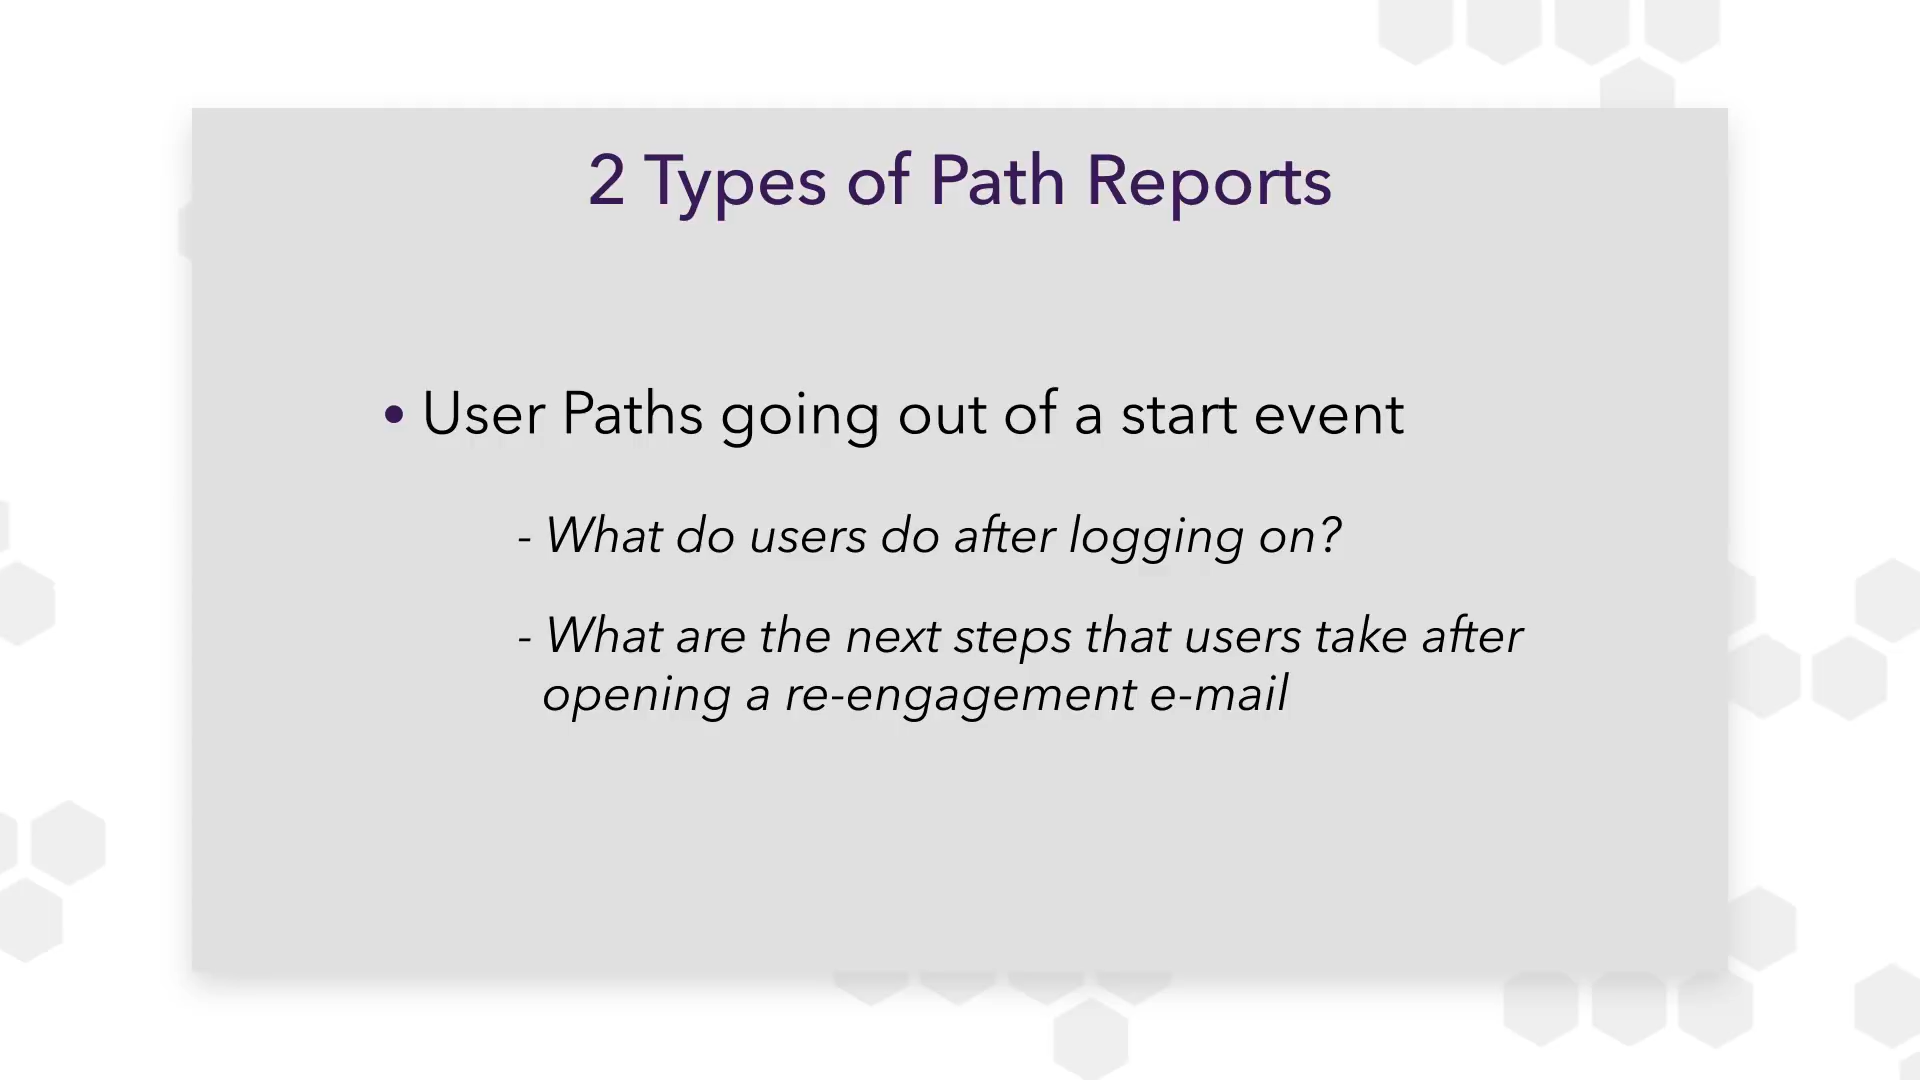 2 Types of Path Reports
• User Paths going out of a start event
- What do users do after logging on?
- What are the next steps that users take after
opening a re-engagement e-mail